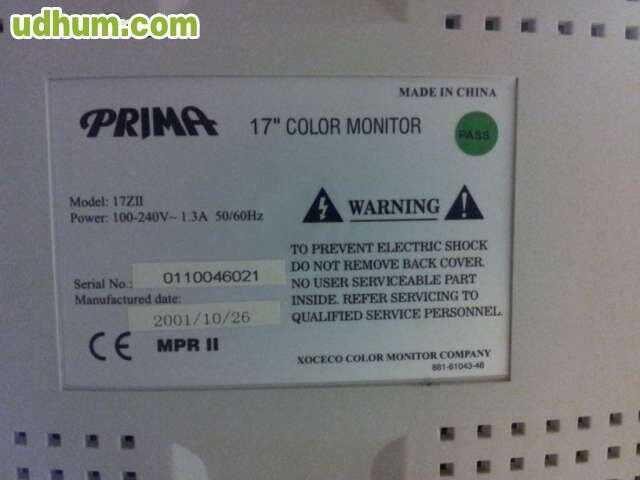 udhum.com
MADE IN CHINA
PRIMA 17" COLOR MONITOR
PASS
Model: 17ZII
Power: 100-240V~ 1.3A 50/60Hz
WARNING
TO PREVENT ELECTRIC SHOCK
DO NOT REMOVE BACK COVER.
NO USER SERVICEABLE PART
INSIDE. REFER SERVICING TO
QUALIFIED SERVICE PERSONNEL.
Serial No.: 0110046021
Manufactured date:
2001/10/26
CE MPR II
XOCECO COLOR MONITOR COMPANY
881-61043-46